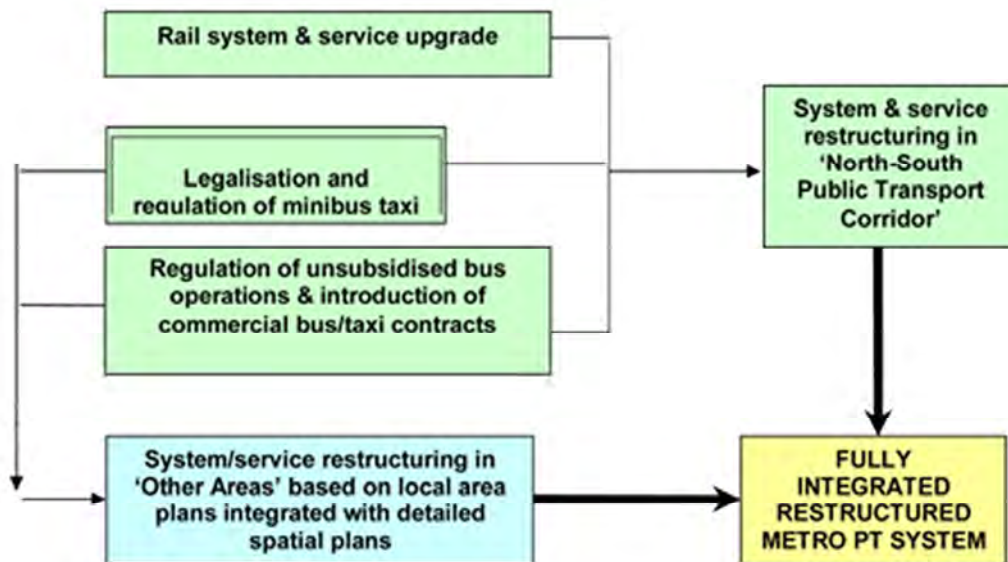 Rail system & service upgrade
Legalisation and
regulation of minibus taxi
Regulation of unsubsidised bus
operations & introduction of
commercial bus/taxi contracts
System & service
restructuring in
‘North-South
Public Transport
Corridor’
System/service restructuring in
‘Other Areas’ based on local area
plans integrated with detailed
spatial plans
FULLY
INTEGRATED
RESTRUCTURED
METRO PT SYSTEM